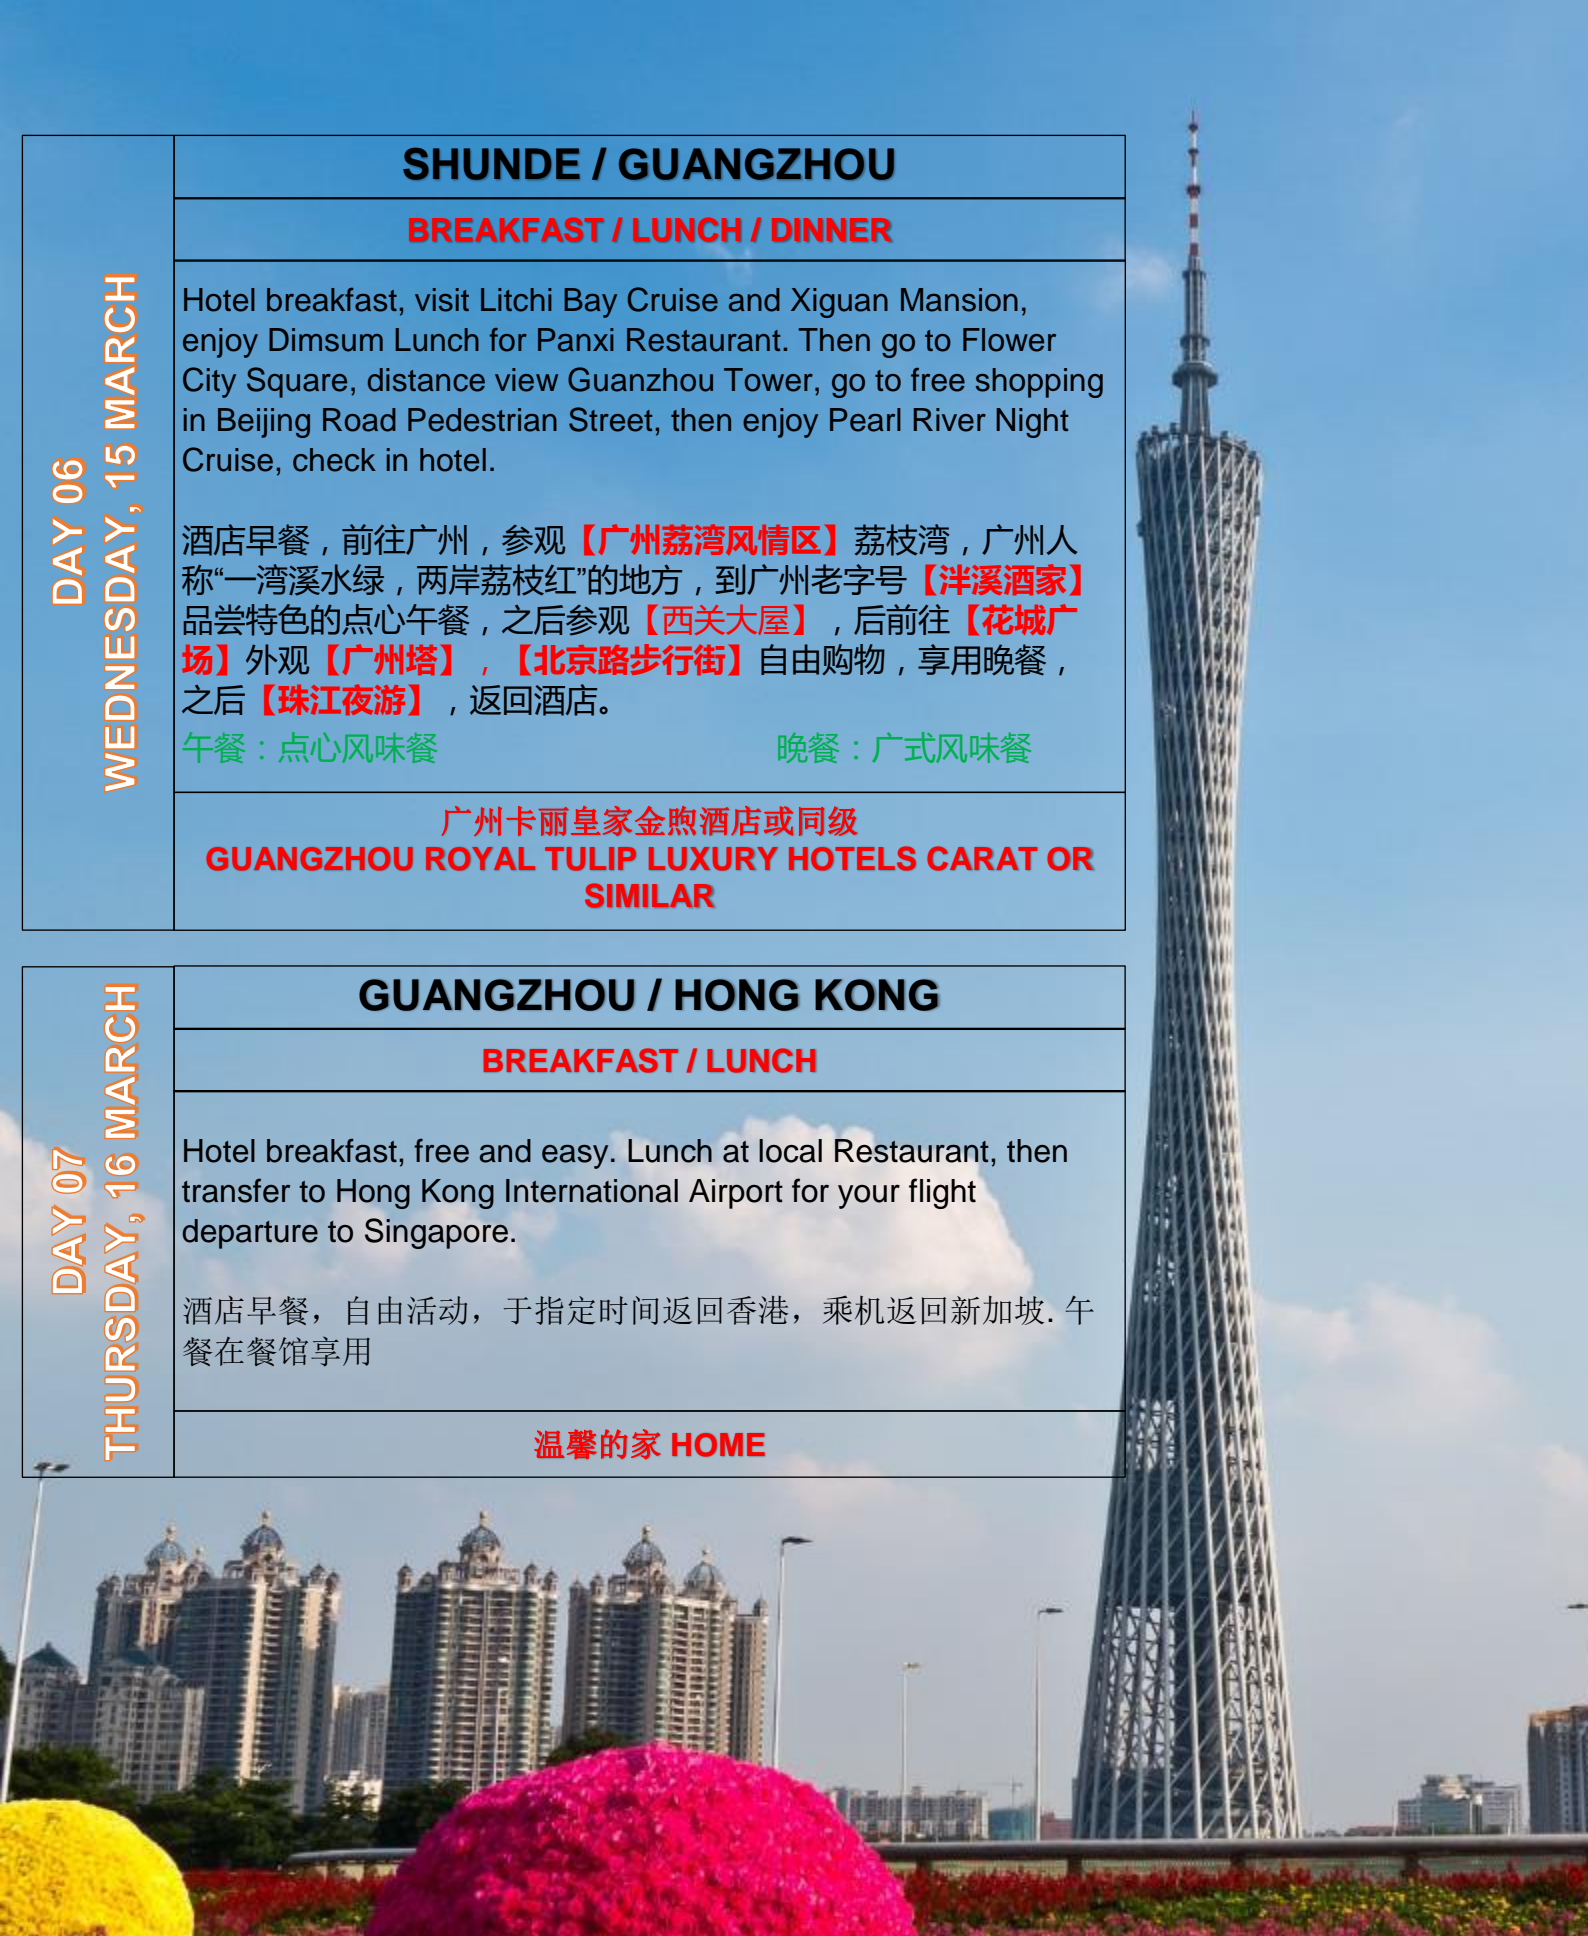 DAY 06
WEDNESDAY, 15 MARCH
SHUNDE / GUANGZHOU
BREAKFAST / LUNCH / DINNER
Hotel breakfast, visit Litchi Bay Cruise and Xiguan Mansion,
enjoy Dimsum Lunch for Panxi Restaurant. Then go to Flower
City Square, distance view Guanzhou Tower, go to free shopping
in Beijing Road Pedestrian Street, then enjoy Pearl River Night
Cruise, check in hotel.
酒店早餐，前往广州，参观【广州荔湾风情区】荔枝湾，广州人
称“一湾溪水绿，两岸荔枝红”的地方，到广州老字号【泮溪酒家】
品尝特色的点心午餐，之后参观【西关大屋】，后前往【花城广
场】外观【广州塔】，【北京路步行街】自由购物，享用晚餐，
之后【珠江夜游】，返回酒店。
午餐：点心风味餐 晚餐：广式风味餐
广州卡丽皇家金煦酒店或同级
GUANGZHOU ROYAL TULIP LUXURY HOTELS CARAT OR
SIMILAR
DAY 07
THURSDAY, 16 MARCH
GUANGZHOU / HONG KONG
BREAKFAST / LUNCH
Hotel breakfast, free and easy. Lunch at local Restaurant, then
transfer to Hong Kong International Airport for your flight
departure to Singapore.
酒店早餐，自由活动，于指定时间返回香港，乘机返回新加坡. 午
餐在餐馆享用
温馨的家 HOME